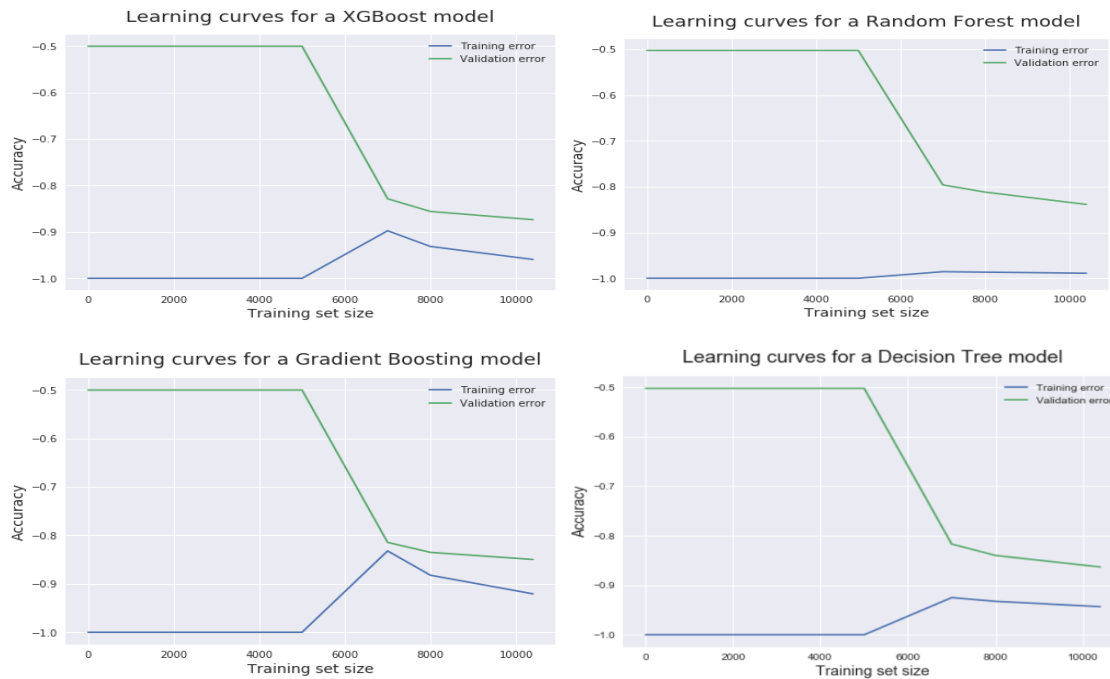 Learning curves for a XGBoost model
Training error
Validation error
−0.5
−0.6
−0.7
−0.8
−0.9
−1.0
Accuracy
0 2000 4000 6000 8000 10000
Training set size
Learning curves for a Random Forest model
Training error
Validation error
−0.5
−0.6
−0.7
−0.8
−0.9
−1.0
Accuracy
0 2000 4000 6000 8000 10000
Training set size
Learning curves for a Gradient Boosting model
Training error
Validation error
−0.5
−0.6
−0.7
−0.8
−0.9
−1.0
Accuracy
0 2000 4000 6000 8000 10000
Training set size
Learning curves for a Decision Tree model
Training error
Validation error
−0.5
−0.6
−0.7
−0.8
−0.9
−1.0
Accuracy
0 2000 4000 6000 8000 10000
Training set size